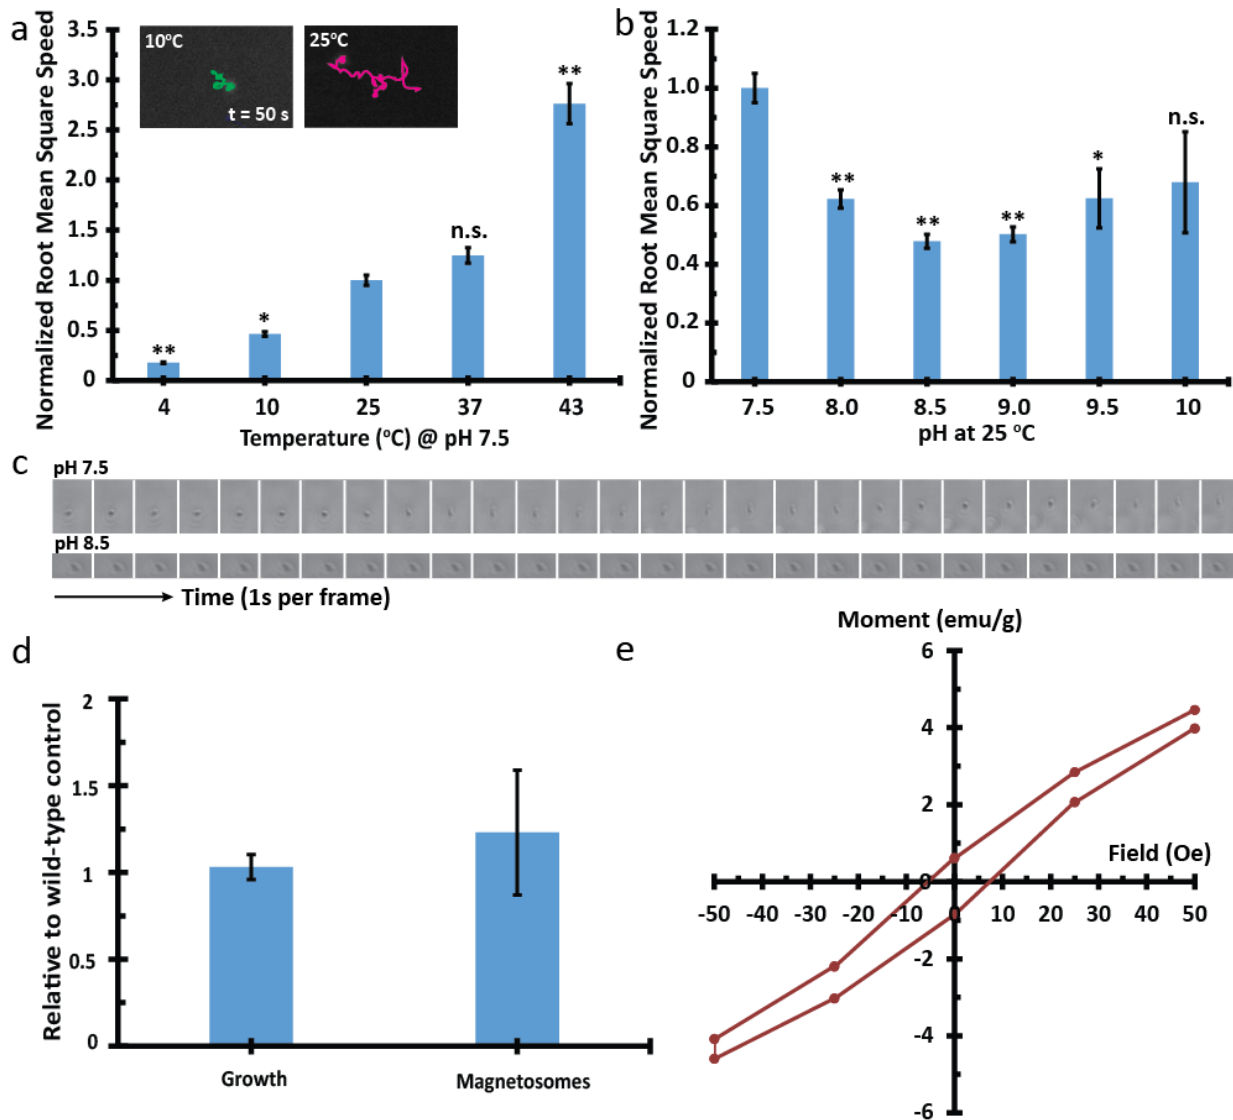 a
Normalized Root Mean Square Speed
3.5
3.0
2.5
2.0
1.5
1.0
0.5
0
10°C
t = 50 s
25°C
**
*
n.s.
**
4 10 25 37 43
Temperature (°C) @ pH 7.5
b
Normalized Root Mean Square Speed
1.2
1.0
0.8
0.6
0.4
0.2
0
**
**
**
*
n.s.
7.5 8.0 8.5 9.0 9.5 10
pH at 25 °C
c
pH 7.5
pH 8.5
Time (1s per frame)
d
Relative to wild-type control
2
1.5
1
0.5
0
Growth Magnetosomes
e
Moment (emu/g)
6
4
2
Field (Oe)
-50 -40 -30 -20 -10 0 10 20 30 40 50
-2
-4
-6